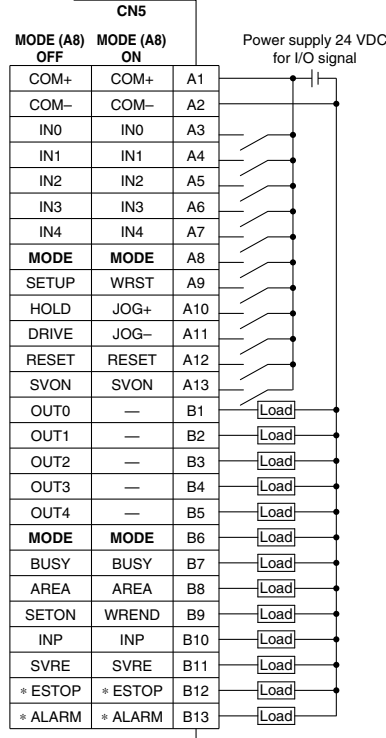 CN5
MODE (A8) OFF MODE (A8) ON
Power supply 24 VDC
for I/O signal
COM+ COM+ A1
COM– COM– A2
IN0 IN0 A3
IN1 IN1 A4
IN2 IN2 A5
IN3 IN3 A6
IN4 IN4 A7
MODE MODE A8
SETUP WRST A9
HOLD JOG+ A10
DRIVE JOG– A11
RESET RESET A12
SVON SVON A13
OUT0 — B1 Load
OUT1 — B2 Load
OUT2 — B3 Load
OUT3 — B4 Load
OUT4 — B5 Load
MODE MODE B6 Load
BUSY BUSY B7 Load
AREA AREA B8 Load
SETON WREND B9 Load
INP INP B10 Load
SVRE SVRE B11 Load
∗ ESTOP ∗ ESTOP B12 Load
∗ ALARM ∗ ALARM B13 Load